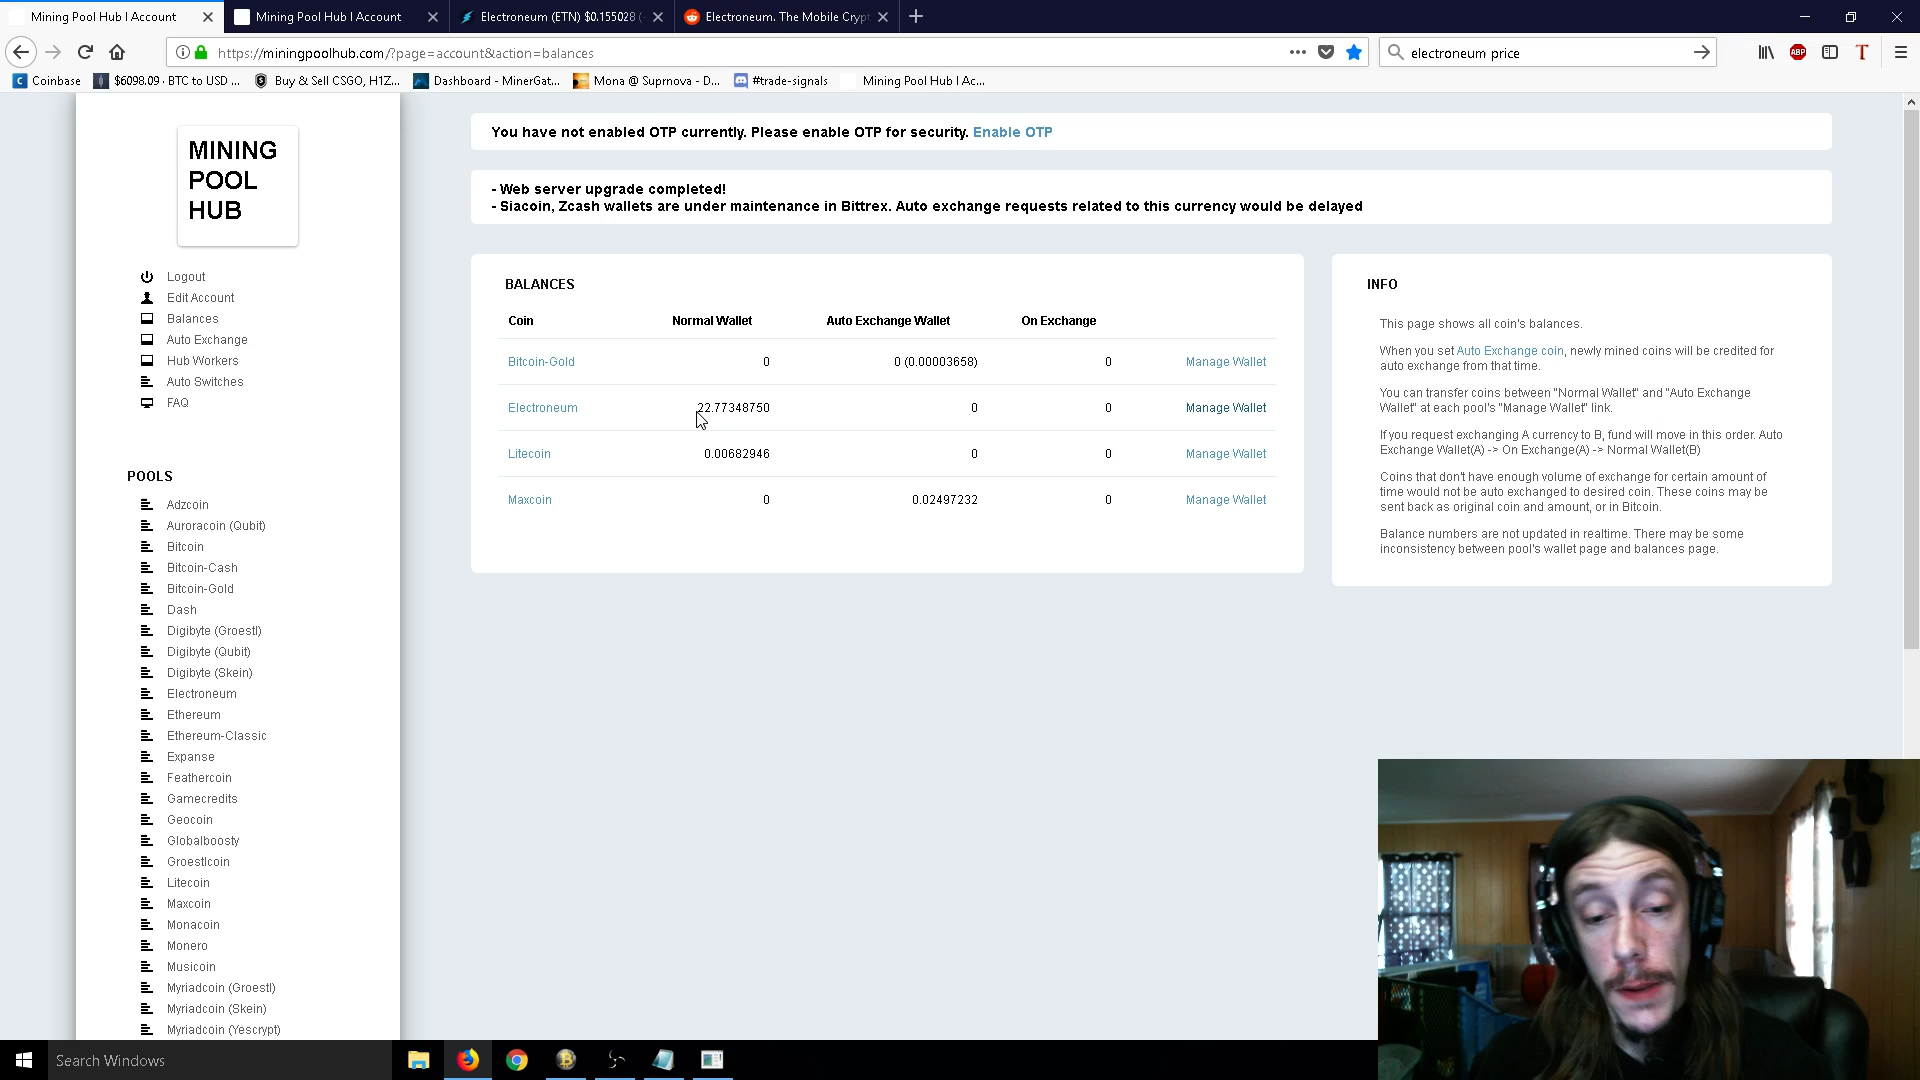 Mining Pool Hub | Account
Mining Pool Hub | Account
Electroneum (ETN) $0.155028 (
Electroneum. The Mobile Crypt
https://miningpoolhub.com/?page=account&action=balances
electroneum price
ABP
T
Coinbase
$6098.09 · BTC to USD ...
Buy & Sell CSGO, H1Z...
Dashboard - MinerGat...
Mona @ Suprnova - D...
#trade-signals
Mining Pool Hub | Ac...
MINING
POOL
HUB
Logout
Edit Account
Balances
Auto Exchange
Hub Workers
Auto Switches
FAQ
POOLS
Adzcoin
Auroracoin (Qubit)
Bitcoin
Bitcoin-Cash
Bitcoin-Gold
Dash
Digibyte (Groestl)
Digibyte (Qubit)
Digibyte (Skein)
Electroneum
Ethereum
Ethereum-Classic
Expanse
Feathercoin
Gamecredits
Geocoin
Globalboosty
Groestlcoin
Litecoin
Maxcoin
Monacoin
Monero
Musicoin
Myriadcoin (Groestl)
Myriadcoin (Skein)
Myriadcoin (Yescrypt)
You have not enabled OTP currently. Please enable OTP for security. Enable OTP
- Web server upgrade completed!
- Siacoin, Zcash wallets are under maintenance in Bittrex. Auto exchange requests related to this currency would be delayed
BALANCES
Coin Normal Wallet Auto Exchange Wallet On Exchange
Bitcoin-Gold 0 0 (0.00003658) 0 Manage Wallet
Electroneum 22.77348750 0 0 Manage Wallet
Litecoin 0.00682946 0 0 Manage Wallet
Maxcoin 0 0.02497232 0 Manage Wallet
INFO
This page shows all coin's balances.
When you set Auto Exchange coin, newly mined coins will be credited for
auto exchange from that time.
You can transfer coins between "Normal Wallet" and "Auto Exchange
Wallet" at each pool's "Manage Wallet" link.
If you request exchanging A currency to B, fund will move in this order. Auto
Exchange Wallet(A) -> On Exchange(A) -> Normal Wallet(B)
Coins that don't have enough volume of exchange for certain amount of
time would not be auto exchanged to desired coin. These coins may be
sent back as original coin and amount, or in Bitcoin.
Balance numbers are not updated in realtime. There may be some
inconsistency between pool's wallet page and balances page.
Search Windows